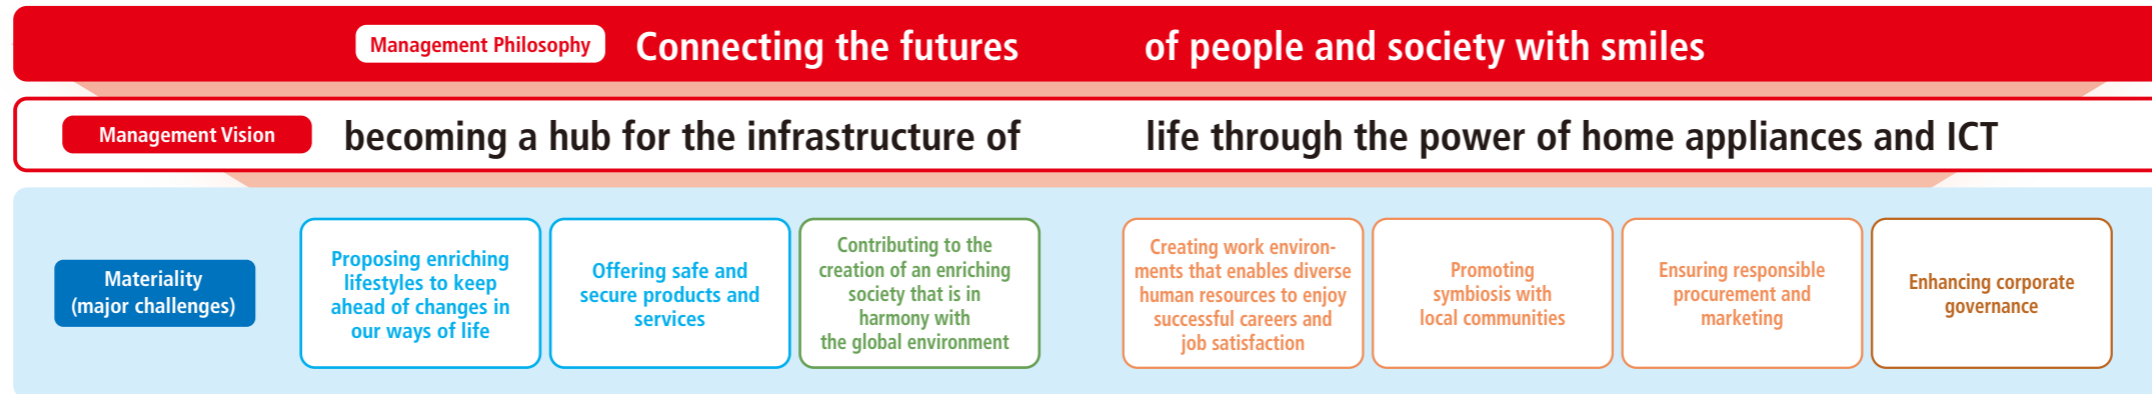 Management Philosophy
Connecting the futures of people and society with smiles
Management Vision
becoming a hub for the infrastructure of life through the power of home appliances and ICT
Materiality
(major challenges)
Proposing enriching
lifestyles to keep
ahead of changes in
our ways of life
Offering safe and
secure products and
services
Contributing to the
creation of an enriching
society that is in
harmony with
the global environment
Creating work environ-
ments that enables diverse
human resources to enjoy
successful careers and
job satisfaction
Promoting
symbiosis with
local communities
Ensuring responsible
procurement and
marketing
Enhancing corporate
governance